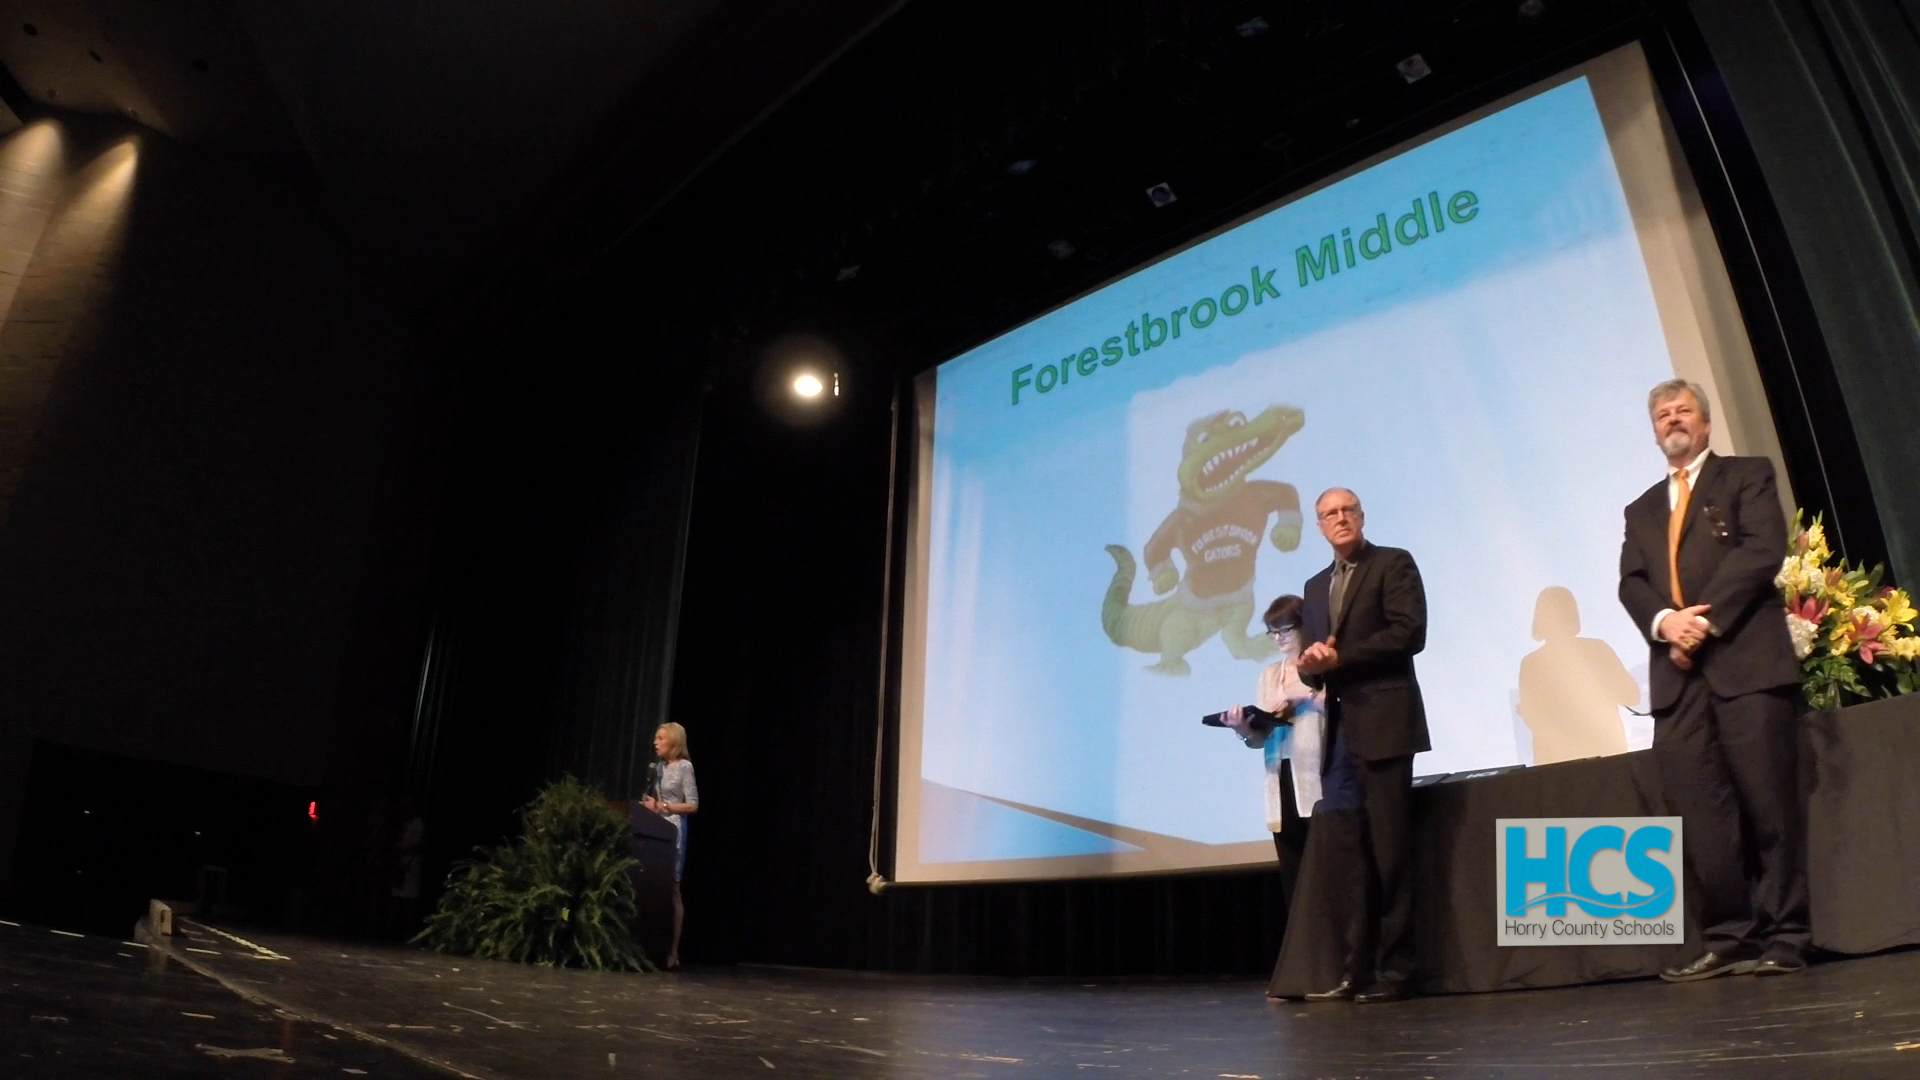 Forestbrook Middle
FORESTBROOK
GATORS
HCS
Horry County Schools